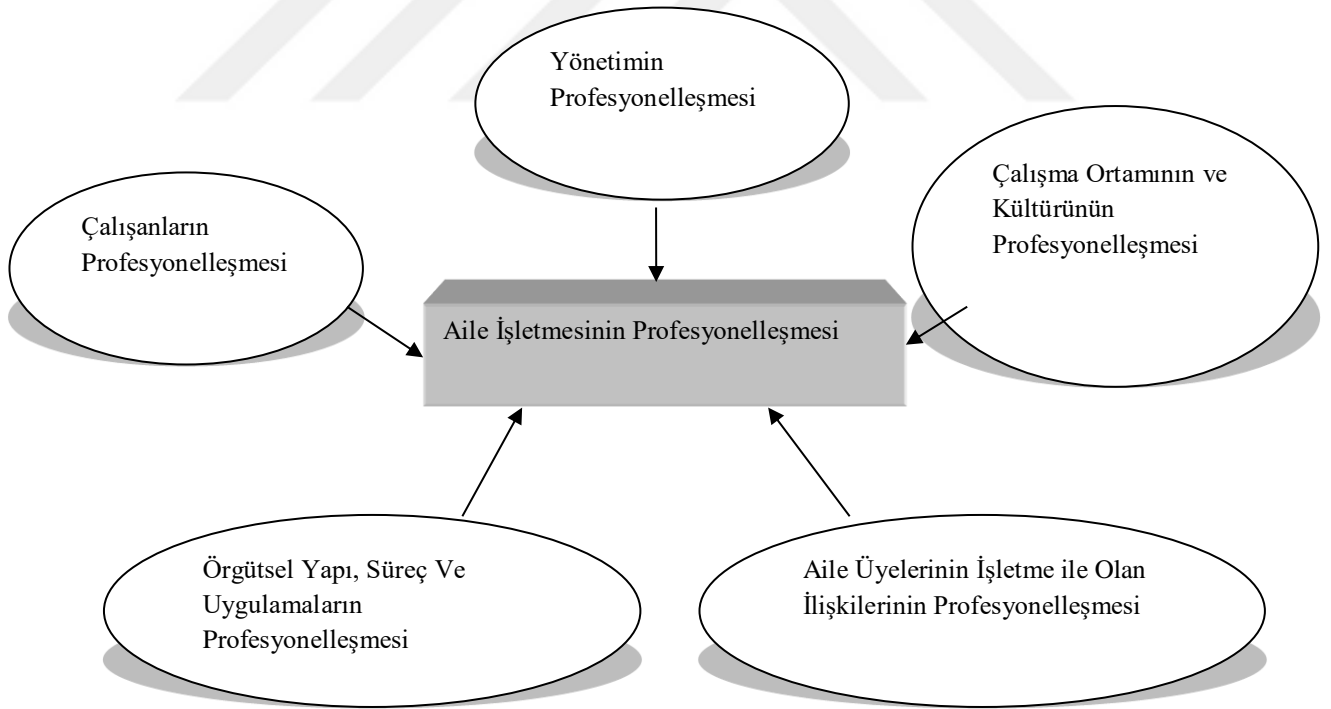 Yönetimin
Profesyonelleşmesi
Çalışma Ortamının ve
Kültürünün
Profesyonelleşmesi
Çalışanların
Profesyonelleşmesi
Aile İşletmesinin Profesyonelleşmesi
Örgütsel Yapı, Süreç Ve
Uygulamaların
Profesyonelleşmesi
Aile Üyelerinin İşletme ile Olan
İlişkilerinin Profesyonelleşmesi